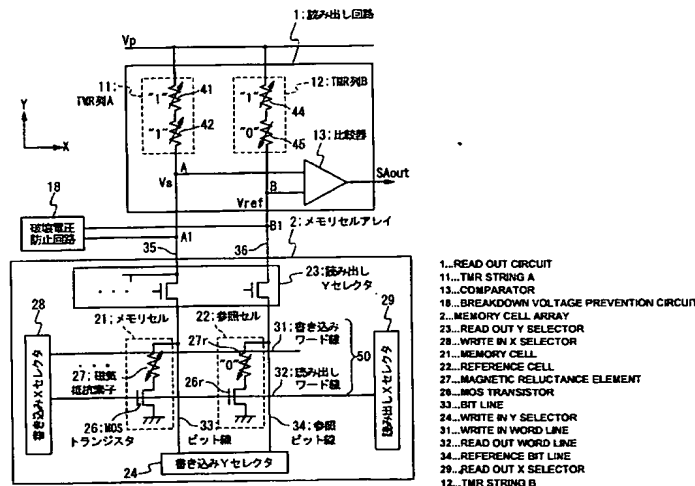 1:読み出し回路
Vp
11:
TMR列A
"1"
41
"1"
42
12:TMR列B
"1"
44
"0"
45
13:比較器
Y
X
A
Vs
B
SAout
Vref
18
破壊電圧
防止回路
A1
B1
2:メモリセルアレイ
35
36
23:読み出し
Yセレクタ
28
書き込みXセレクタ
21:メモリセル
22:参照セル
27r
31:書き込み
ワード線
29
読み出しXセレクタ
50
27:磁気
抵抗素子
"0"
26r
32:読み出し
ワード線
26:MOS
トランジスタ
33:
ビット線
34:参照
ビット線
24
書き込みYセレクタ
1...READ OUT CIRCUIT
11...TMR STRING A
13...COMPARATOR
18...BREAKDOWN VOLTAGE PREVENTION CIRCUIT
2...MEMORY CELL ARRAY
23...READ OUT Y SELECTOR
28...WRITE IN X SELECTOR
21...MEMORY CELL
22...REFERENCE CELL
27...MAGNETIC RELUCTANCE ELEMENT
26...MOS TRANSISTOR
33...BIT LINE
24...WRITE IN Y SELECTOR
31...WRITE IN WORD LINE
32...READ OUT WORD LINE
34...REFERENCE BIT LINE
29...READ OUT X SELECTOR
12...TMR STRING B